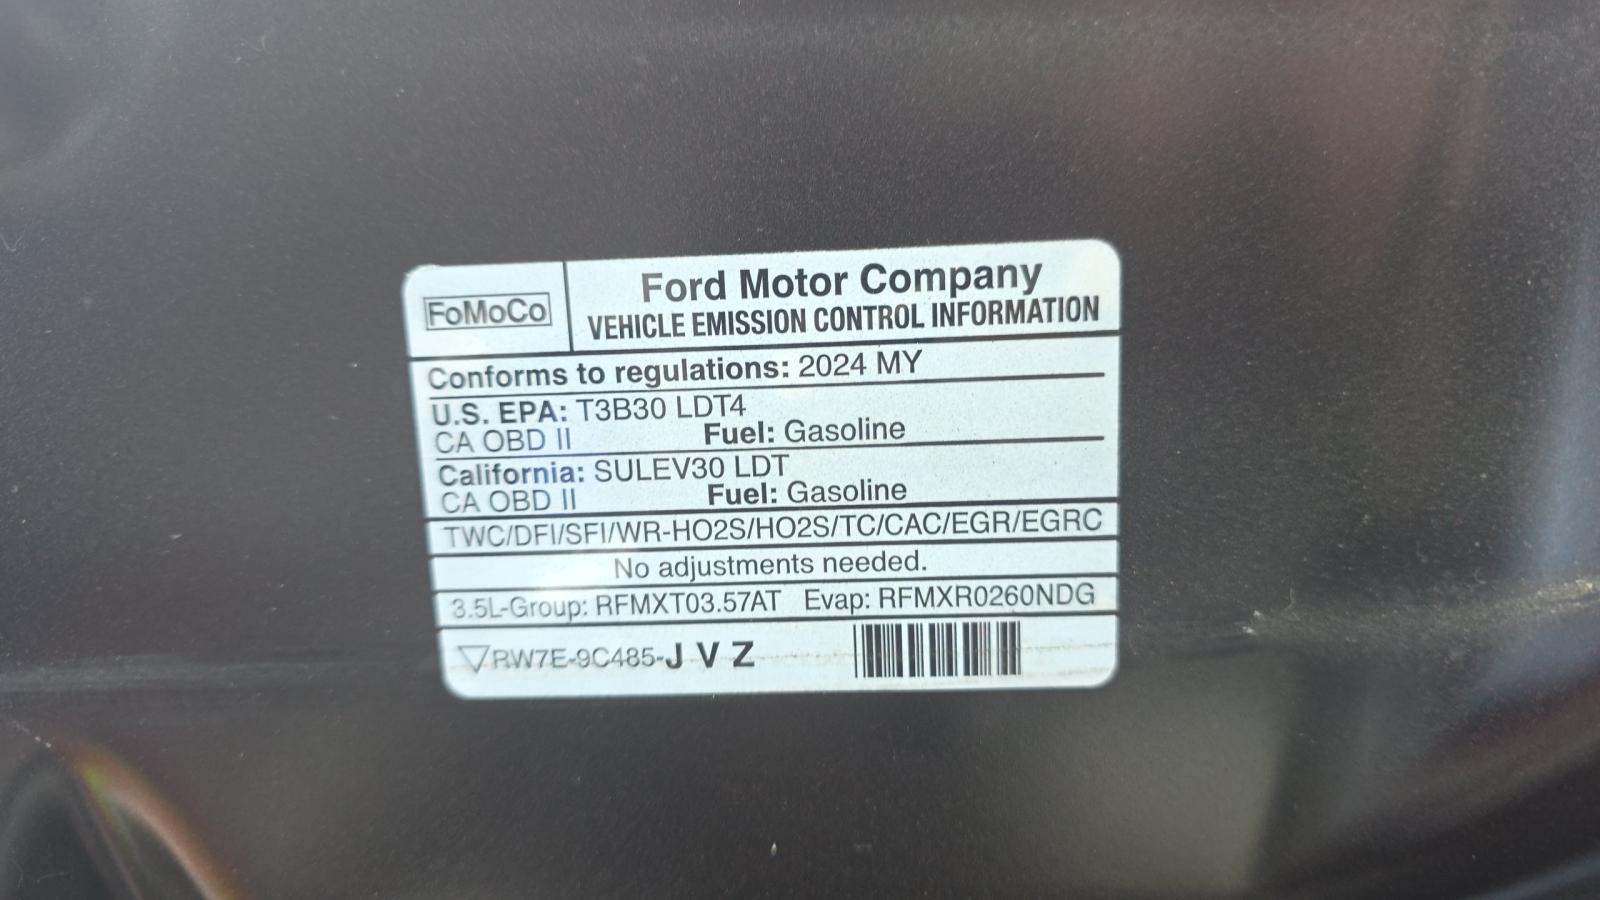 FoMoCo
Ford Motor Company
VEHICLE EMISSION CONTROL INFORMATION
Conforms to regulations: 2024 MY
U.S. EPA: T3B30 LDT4
CA OBD II Fuel: Gasoline
California: SULEV30 LDT
CA OBD II Fuel: Gasoline
TWC/DFI/SFI/WR-HO2S/HO2S/TC/CAC/EGR/EGRC
No adjustments needed.
3.5L-Group: RFMXT03.57AT Evap: RFMXR0260NDG
RW7E-9C485-J V Z